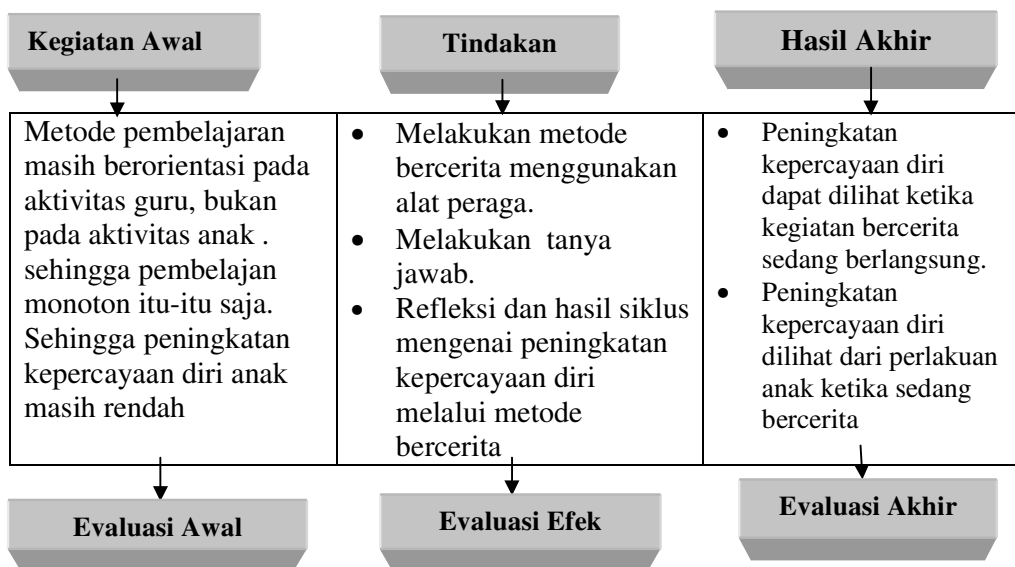 Kegiatan Awal
Tindakan
Hasil Akhir
Metode pembelajaran
masih berorientasi pada
aktivitas guru, bukan
pada aktivitas anak .
sehingga pembelajan
monoton itu-itu saja.
Sehingga peningkatan
kepercayaan diri anak
masih rendah
• Melakukan metode
bercerita menggunakan
alat peraga.
• Melakukan tanya
jawab.
• Refleksi dan hasil siklus
mengenai peningkatan
kepercayaan diri
melalui metode
bercerita
• Peningkatan
kepercayaan diri
dapat dilihat ketika
kegiatan bercerita
sedang berlangsung.
• Peningkatan
kepercayaan diri
dilihat dari perlakuan
anak ketika sedang
bercerita
Evaluasi Awal
Evaluasi Efek
Evaluasi Akhir